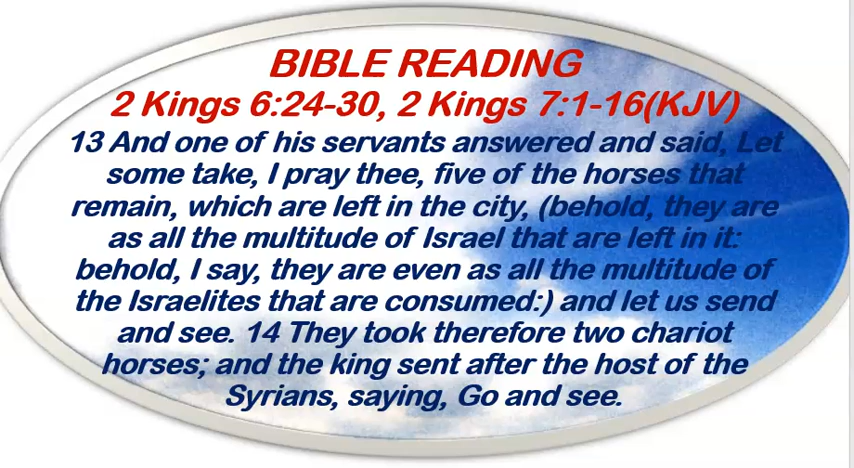 BIBLE READING
2 Kings 6:24-30, 2 Kings 7:1-16(KJV)
13 And one of his servants answered and said, Let
some take, I pray thee, five of the horses that
remain, which are left in the city, (behold, they are
as all the multitude of Israel that are left in it:
behold, I say, they are even as all the multitude of
the Israelites that are consumed:) and let us send
and see. 14 They took therefore two chariot
horses; and the king sent after the host of the
Syrians, saying, Go and see.